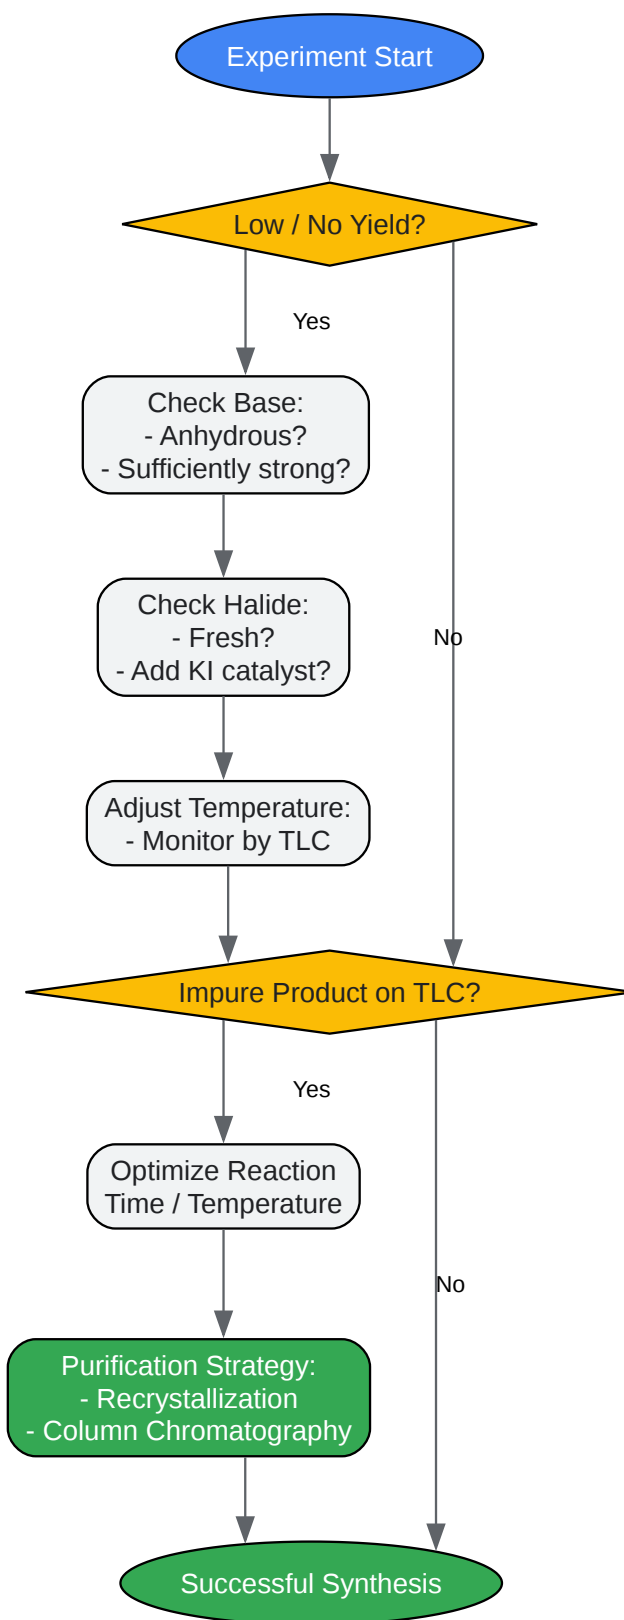 Experiment Start
Low / No Yield?
Yes
Check Base:
- Anhydrous?
- Sufficiently strong?
Check Halide:
- Fresh?
- Add KI catalyst?
No
Adjust Temperature:
- Monitor by TLC
Impure Product on TLC?
Yes
Optimize Reaction
Time / Temperature
No
Purification Strategy:
- Recrystallization
- Column Chromatography
Successful Synthesis